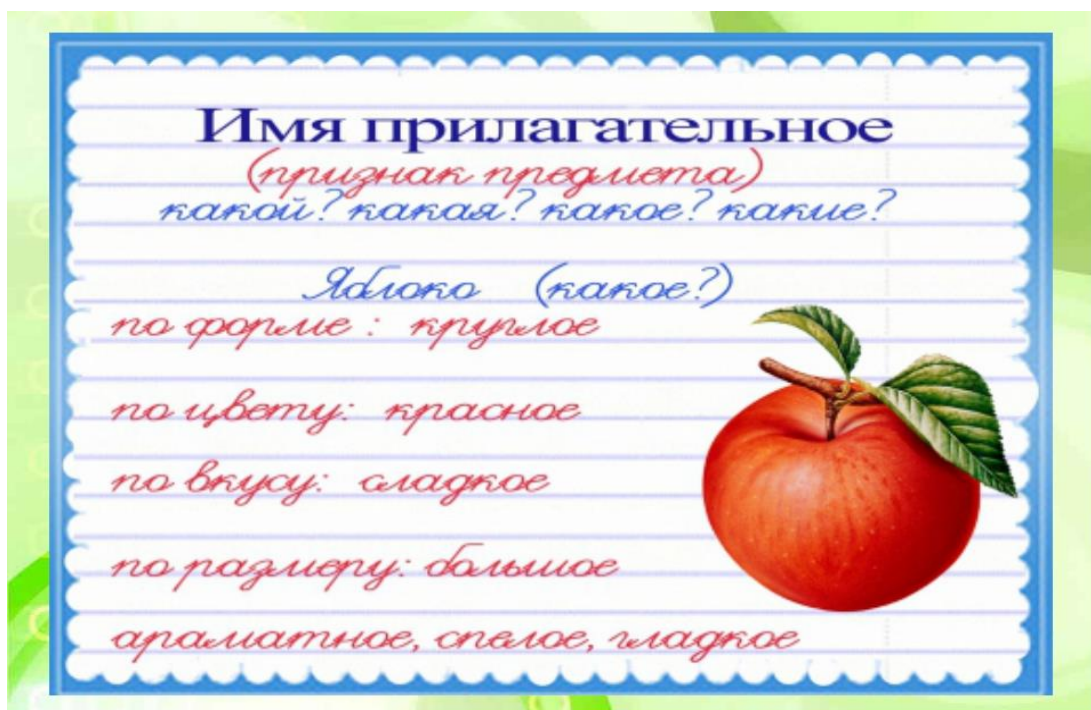 Имя прилагательное
(признак предмета)
какой? какая? какое? какие?
Яблоко (какое?)
по форме : круглое
по цвету: красное
по вкусу: сладкое
по размеру: большое
араматное, спелое, гладкое